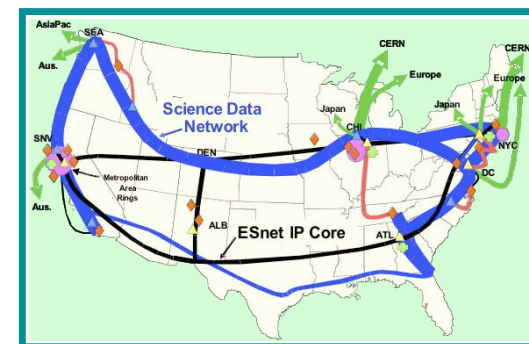 AsiaPac
SEA
Aus.
CERN
Europe
CERN
Europe
Science Data
Network
Japan
Japan
CHI
SNV
DEN
NYC
DC
Metropolitan
Area
Rings
Aus.
ALB
ESnet IP Core
ATL